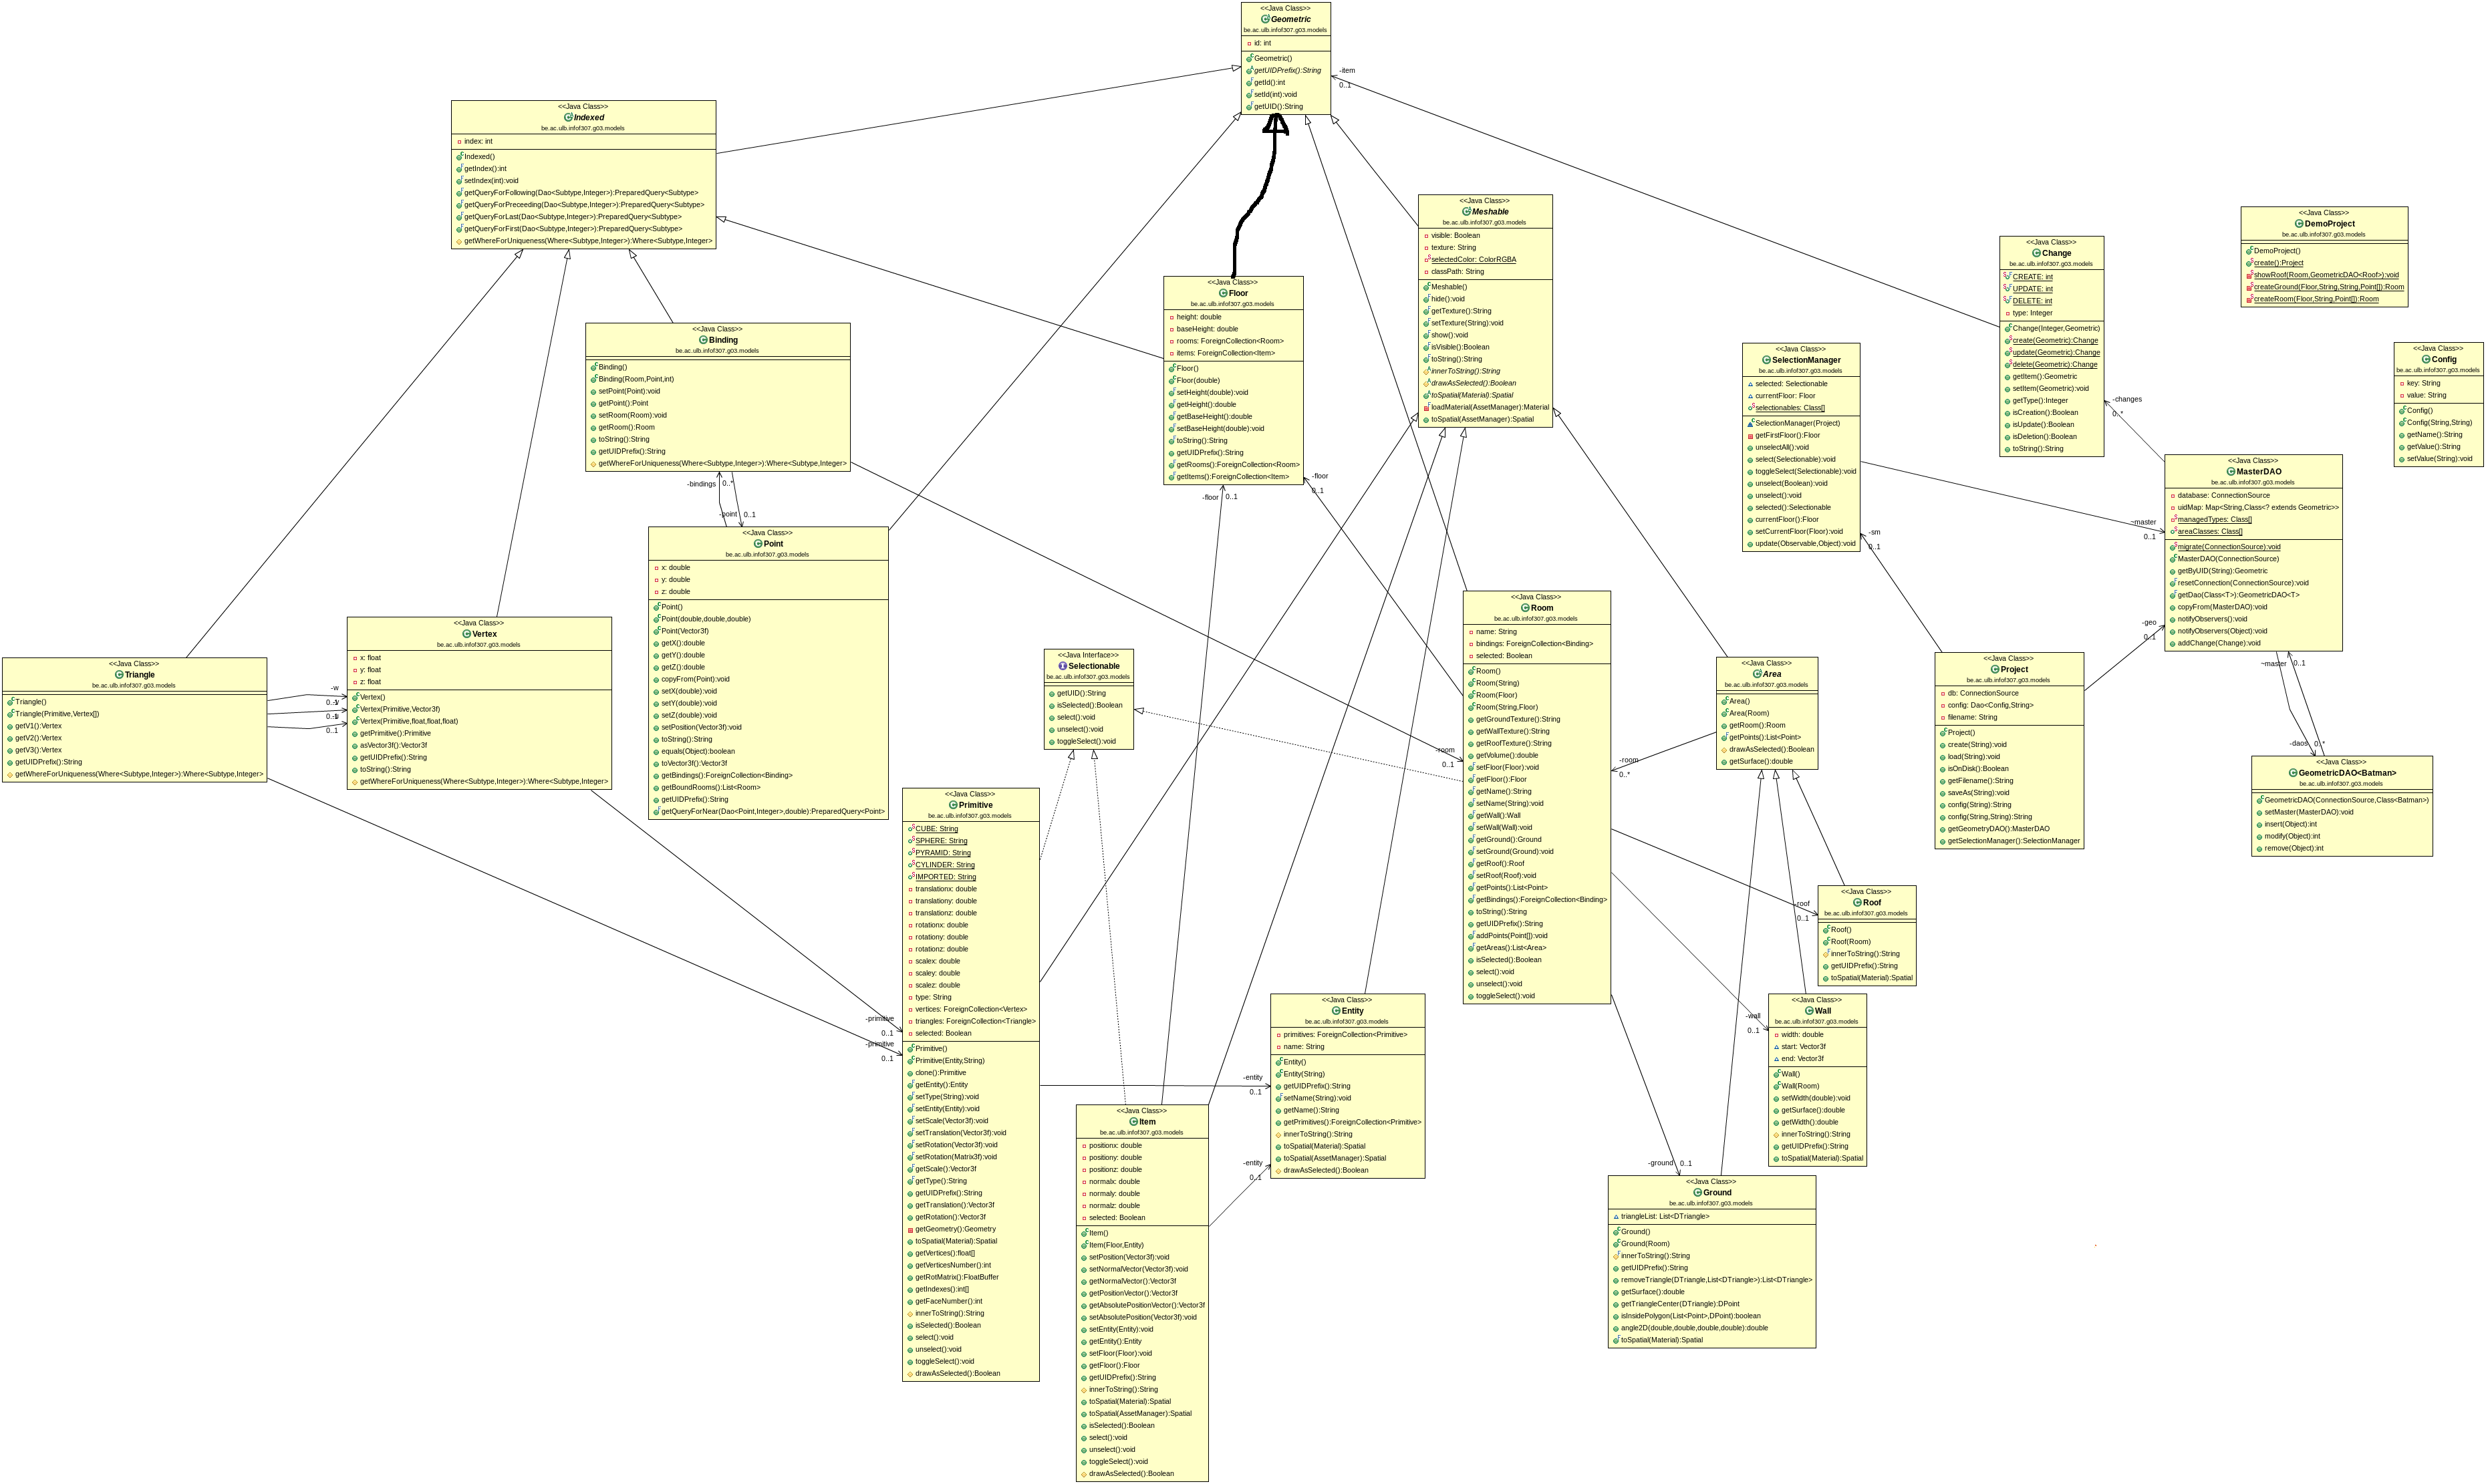 <<Java Class>>
Geometric
be.ac.ulb.infof307.g03.models
id: int
Geometric()
getUIDPrefix():String
getId():int
setId(int):void
getUID():String
-item
0..1
<<Java Class>>
Indexed
be.ac.ulb.infof307.g03.models
index: int
Indexed()
getIndex():int
setIndex(int):void
getQueryForFollowing(Dao<Subtype,Integer>):PreparedQuery<Subtype>
getQueryForPreceeding(Dao<Subtype,Integer>):PreparedQuery<Subtype>
getQueryForLast(Dao<Subtype,Integer>):PreparedQuery<Subtype>
getQueryForFirst(Dao<Subtype,Integer>):PreparedQuery<Subtype>
getWhereForUniqueness(Where<Subtype,Integer>):Where<Subtype,Integer>
<<Java Class>>
Meshable
be.ac.ulb.infof307.g03.models
visible: Boolean
texture: String
selectedColor: ColorRGBA
classPath: String
Meshable()
hide():void
getTexture():String
setTexture(String):void
show():void
isVisible():Boolean
toString():String
innerToString():String
drawAsSelected():Boolean
toSpatial(Material):Spatial
loadMaterial(AssetManager):Material
toSpatial(AssetManager):Spatial
<<Java Class>>
DemoProject
be.ac.ulb.infof307.g03.models
DemoProject()
create():Project
showRoof(Room,GeometricDAO<Roof>):void
createGround(Floor,String,String,Point[]):Room
createRoom(Floor,String,Point[]):Room
<<Java Class>>
Change
be.ac.ulb.infof307.g03.models
CREATE: int
UPDATE: int
DELETE: int
type: Integer
Change(Integer,Geometric)
create(Geometric):Change
update(Geometric):Change
delete(Geometric):Change
getItem():Geometric
setItem(Geometric):void
getType():Integer
isCreation():Boolean
isUpdate():Boolean
isDeletion():Boolean
toString():String
-changes
0..*
<<Java Class>>
Floor
be.ac.ulb.infof307.g03.models
height: double
baseHeight: double
rooms: ForeignCollection<Room>
items: ForeignCollection<Item>
Floor()
Floor(double)
setHeight(double):void
getHeight():double
getBaseHeight():double
setBaseHeight(double):void
toString():String
getUIDPrefix():String
getRooms():ForeignCollection<Room>
getItems():ForeignCollection<Item>
-floor
0..1
-floor
0..1
<<Java Class>>
Binding
be.ac.ulb.infof307.g03.models
Binding()
Binding(Room,Point,int)
setPoint(Point):void
getPoint():Point
setRoom(Room):void
getRoom():Room
toString():String
getUIDPrefix():String
getWhereForUniqueness(Where<Subtype,Integer>):Where<Subtype,Integer>
-bindings
0..*
-point
0..1
<<Java Class>>
SelectionManager
be.ac.ulb.infof307.g03.models
selected: Selectionable
currentFloor: Floor
selectionables: Class[]
SelectionManager(Project)
getFirstFloor():Floor
unselectAll():void
select(Selectionable):void
toggleSelect(Selectionable):void
unselect(Boolean):void
unselect():void
selected():Selectionable
currentFloor():Floor
setCurrentFloor(Floor):void
update(Observable,Object):void
-sm
0..1
<<Java Class>>
Config
be.ac.ulb.infof307.g03.models
key: String
value: String
Config()
Config(String,String)
getName():String
getValue():String
setValue(String):void
<<Java Class>>
MasterDAO
be.ac.ulb.infof307.g03.models
database: ConnectionSource
uidMap: Map<String,Class<? extends Geometric>>
managedTypes: Class[]
areaClasses: Class[]
migrate(ConnectionSource):void
MasterDAO(ConnectionSource)
getByUID(String):Geometric
resetConnection(ConnectionSource):void
getDao(Class<T>):GeometricDAO<T>
copyFrom(MasterDAO):void
notifyObservers():void
notifyObservers(Object):void
addChange(Change):void
~master
0..1
-geo
0..1
~master
0..1
-daos
0..*
<<Java Class>>
Point
be.ac.ulb.infof307.g03.models
x: double
y: double
z: double
Point()
Point(double,double,double)
Point(Vector3f)
getX():double
getY():double
getZ():double
copyFrom(Point):void
setX(double):void
setY(double):void
setZ(double):void
setPosition(Vector3f):void
toString():String
equals(Object):boolean
toVector3f():Vector3f
getBindings():ForeignCollection<Binding>
getBoundRooms():List<Room>
getUIDPrefix():String
getQueryForNear(Dao<Point,Integer>,double):PreparedQuery<Point>
<<Java Class>>
Room
be.ac.ulb.infof307.g03.models
name: String
bindings: ForeignCollection<Binding>
selected: Boolean
Room()
Room(String)
Room(Floor)
Room(String,Floor)
getGroundTexture():String
getWallTexture():String
getRoofTexture():String
getVolume():double
setFloor(Floor):void
getFloor():Floor
getName():String
setName(String):void
getWall():Wall
setWall(Wall):void
getGround():Ground
setGround(Ground):void
getRoof():Roof
setRoof(Roof):void
getPoints():List<Point>
getBindings():ForeignCollection<Binding>
toString():String
getUIDPrefix():String
addPoints(Point[]):void
getAreas():List<Area>
isSelected():Boolean
select():void
unselect():void
toggleSelect():void
-room
0..1
-room
0..*
<<Java Class>>
Vertex
be.ac.ulb.infof307.g03.models
x: float
y: float
z: float
Vertex()
Vertex(Primitive,Vector3f)
Vertex(Primitive,float,float,float)
getPrimitive():Primitive
asVector3f():Vector3f
getUIDPrefix():String
toString():String
getWhereForUniqueness(Where<Subtype,Integer>):Where<Subtype,Integer>
<<Java Class>>
Triangle
be.ac.ulb.infof307.g03.models
Triangle()
Triangle(Primitive,Vertex[])
getV1():Vertex
getV2():Vertex
getV3():Vertex
getUIDPrefix():String
getWhereForUniqueness(Where<Subtype,Integer>):Where<Subtype,Integer>
-w
0..1
<<Java Interface>>
Selectionable
be.ac.ulb.infof307.g03.models
getUID():String
isSelected():Boolean
select():void
unselect():void
toggleSelect():void
<<Java Class>>
Area
be.ac.ulb.infof307.g03.models
Area()
Area(Room)
getRoom():Room
getPoints():List<Point>
drawAsSelected():Boolean
getSurface():double
<<Java Class>>
Project
be.ac.ulb.infof307.g03.models
db: ConnectionSource
config: Dao<Config,String>
filename: String
Project()
create(String):void
load(String):void
isOnDisk():Boolean
getFilename():String
saveAs(String):void
config(String):String
config(String,String):String
getGeometryDAO():MasterDAO
getSelectionManager():SelectionManager
<<Java Class>>
GeometricDAO<Batman>
be.ac.ulb.infof307.g03.models
GeometricDAO(ConnectionSource,Class<Batman>)
setMaster(MasterDAO):void
insert(Object):int
modify(Object):int
remove(Object):int
<<Java Class>>
Primitive
be.ac.ulb.infof307.g03.models
CUBE: String
SPHERE: String
PYRAMID: String
CYLINDER: String
IMPORTED: String
translationx: double
translationy: double
translationz: double
rotationx: double
rotationy: double
rotationz: double
scalex: double
scaley: double
scalez: double
type: String
vertices: ForeignCollection<Vertex>
triangles: ForeignCollection<Triangle>
selected: Boolean
Primitive()
Primitive(Entity,String)
clone():Primitive
getEntity():Entity
setType(String):void
setEntity(Entity):void
setScale(Vector3f):void
setTranslation(Vector3f):void
setRotation(Vector3f):void
setRotation(Matrix3f):void
getScale():Vector3f
getType():String
getUIDPrefix():String
getTranslation():Vector3f
getRotation():Vector3f
getGeometry():Geometry
toSpatial(Material):Spatial
getVertices():float[]
getVerticesNumber():int
getRotMatrix():FloatBuffer
getIndexes():int[]
getFaceNumber():int
innerToString():String
isSelected():Boolean
select():void
unselect():void
toggleSelect():void
drawAsSelected():Boolean
-primitive
0..1
-primitive
0..1
<<Java Class>>
Roof
be.ac.ulb.infof307.g03.models
Roof()
Roof(Room)
innerToString():String
getUIDPrefix():String
toSpatial(Material):Spatial
-roof
0..1
<<Java Class>>
Entity
be.ac.ulb.infof307.g03.models
primitives: ForeignCollection<Primitive>
name: String
Entity()
Entity(String)
getUIDPrefix():String
setName(String):void
getName():String
getPrimitives():ForeignCollection<Primitive>
innerToString():String
toSpatial(Material):Spatial
toSpatial(AssetManager):Spatial
drawAsSelected():Boolean
-entity
0..1
-entity
0..1
<<Java Class>>
Wall
be.ac.ulb.infof307.g03.models
width: double
start: Vector3f
end: Vector3f
Wall()
Wall(Room)
setWidth(double):void
getSurface():double
getWidth():double
innerToString():String
getUIDPrefix():String
toSpatial(Material):Spatial
-wall
0..1
<<Java Class>>
Item
be.ac.ulb.infof307.g03.models
positionx: double
positiony: double
positionz: double
normalx: double
normaly: double
normalz: double
selected: Boolean
Item()
Item(Floor,Entity)
setPosition(Vector3f):void
setNormalVector(Vector3f):void
getNormalVector():Vector3f
getPositionVector():Vector3f
getAbsolutePositionVector():Vector3f
setAbsolutePosition(Vector3f):void
setEntity(Entity):void
getEntity():Entity
setFloor(Floor):void
getFloor():Floor
getUIDPrefix():String
innerToString():String
toSpatial(Material):Spatial
toSpatial(AssetManager):Spatial
isSelected():Boolean
select():void
unselect():void
toggleSelect():void
drawAsSelected():Boolean
<<Java Class>>
Ground
be.ac.ulb.infof307.g03.models
triangleList: List<DTriangle>
Ground()
Ground(Room)
innerToString():String
getUIDPrefix():String
removeTriangle(DTriangle,List<DTriangle>):List<DTriangle>
getSurface():double
getTriangleCenter(DTriangle):DPoint
isInsidePolygon(List<Point>,DPoint):boolean
angle2D(double,double,double,double):double
toSpatial(Material):Spatial
-ground
0..1